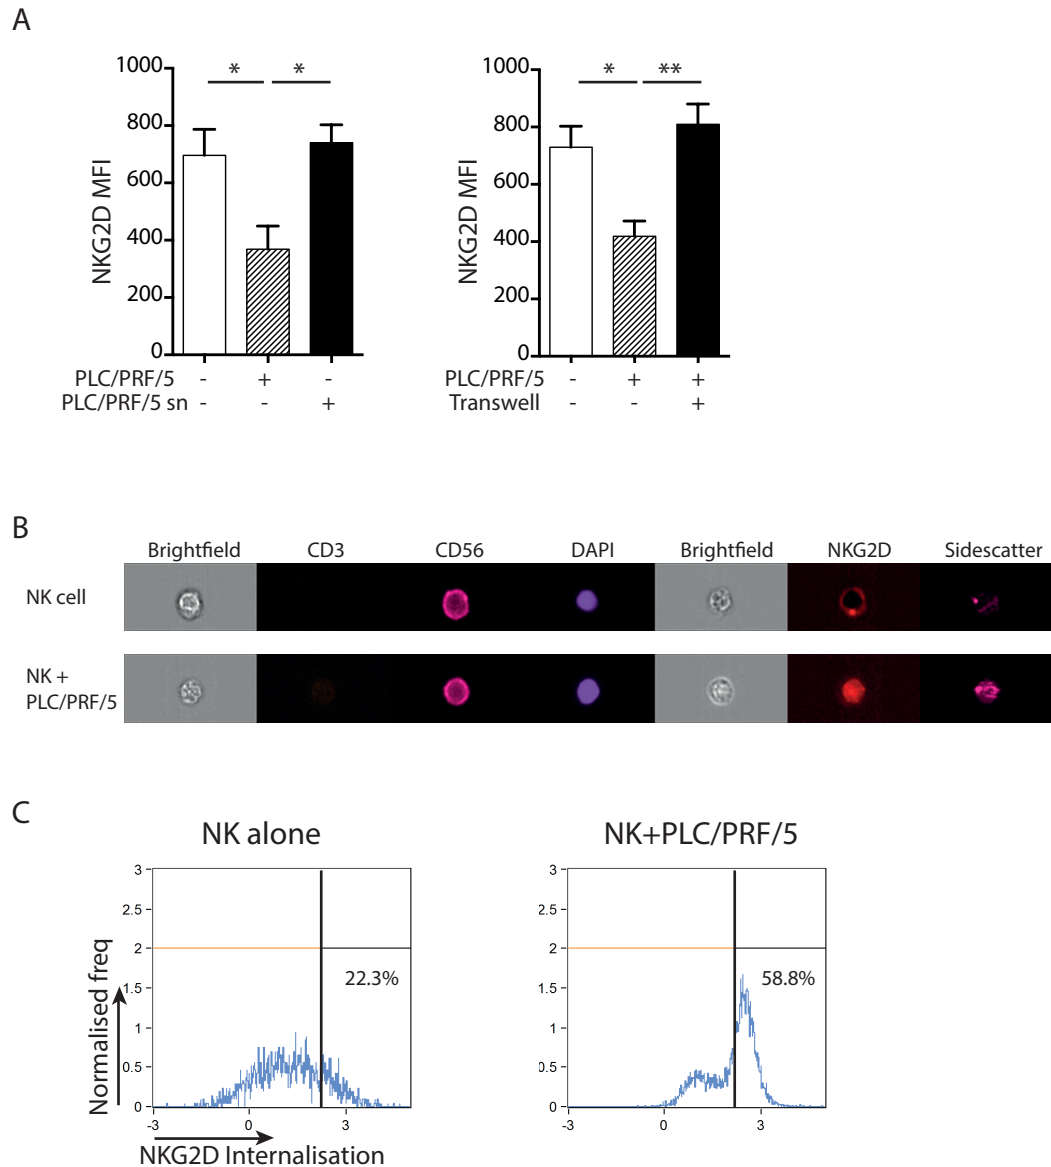 A
* *
1000
800
600
400
200
0
NKG2D MFI
PLC/PRF/5 - + -
PLC/PRF/5 sn - - +
* **
1000
800
600
400
200
0
NKG2D MFI
PLC/PRF/5 - + +
Transwell - - +
B
Brightfield CD3 CD56 DAPI Brightfield NKG2D Sidescatter
NK cell
NK +
PLC/PRF/5
C
NK alone
3
2.5
2
22.3%
1.5
1
0.5
0
-3 0 3
Normalised freq
NKG2D Internalisation
NK+PLC/PRF/5
3
2.5
2
58.8%
1.5
1
0.5
0
-3 0 3